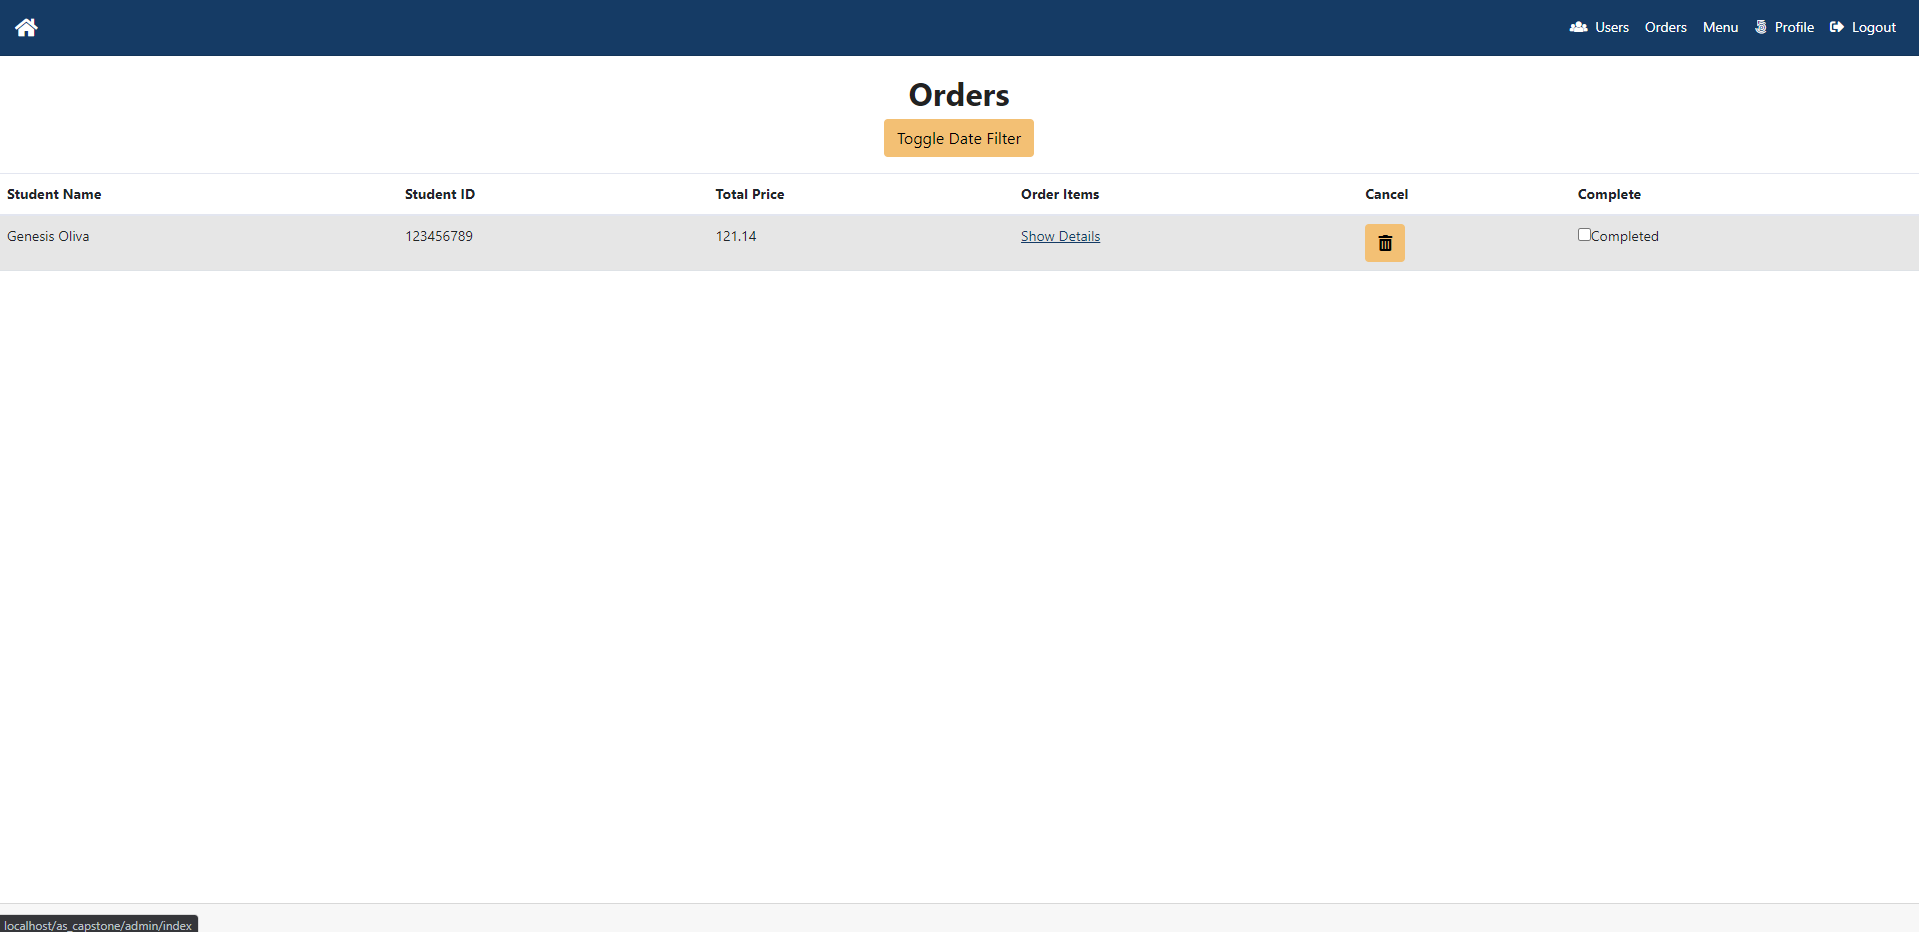 Users Orders Menu Profile Logout
Orders
Toggle Date Filter
Student Name Student ID Total Price Order Items Cancel Complete
Genesis Oliva 123456789 121.14 Show Details Completed
localhost/as_capstone/admin/index